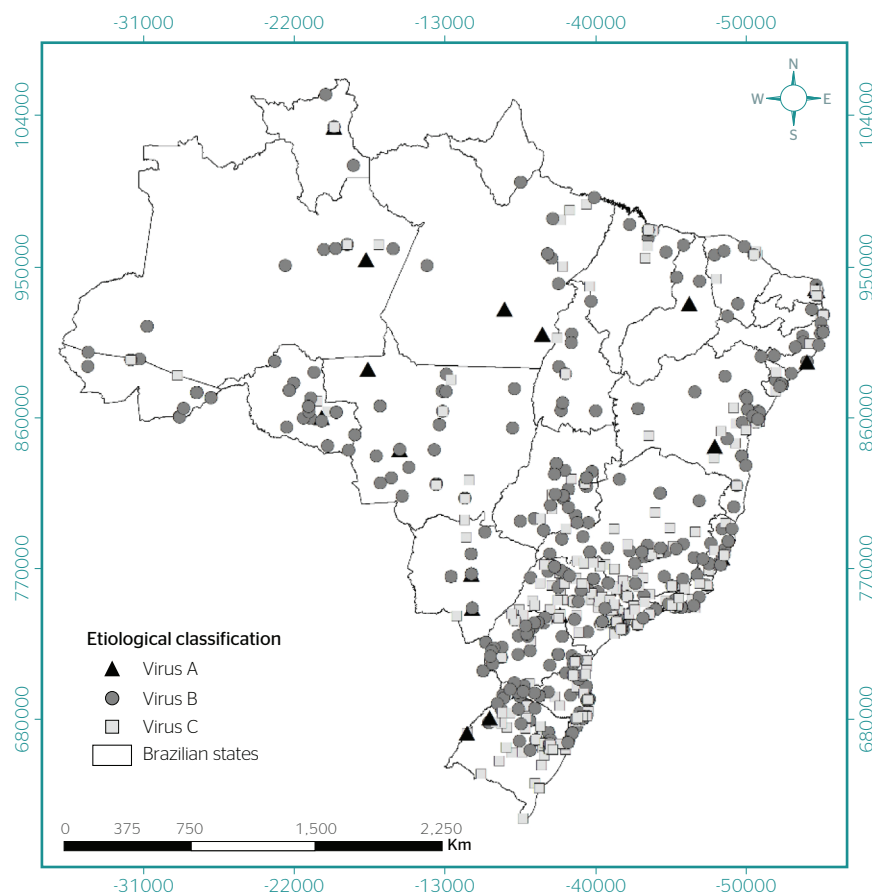 -31000 -22000 -13000 -40000 -50000
N
W E
S
104000 104000
950000 950000
860000 860000
770000 770000
680000 680000
Etiological classification
Virus A
Virus B
Virus C
Brazilian states
0 375 750 1,500 2,250
Km
-31000 -22000 -13000 -40000 -50000